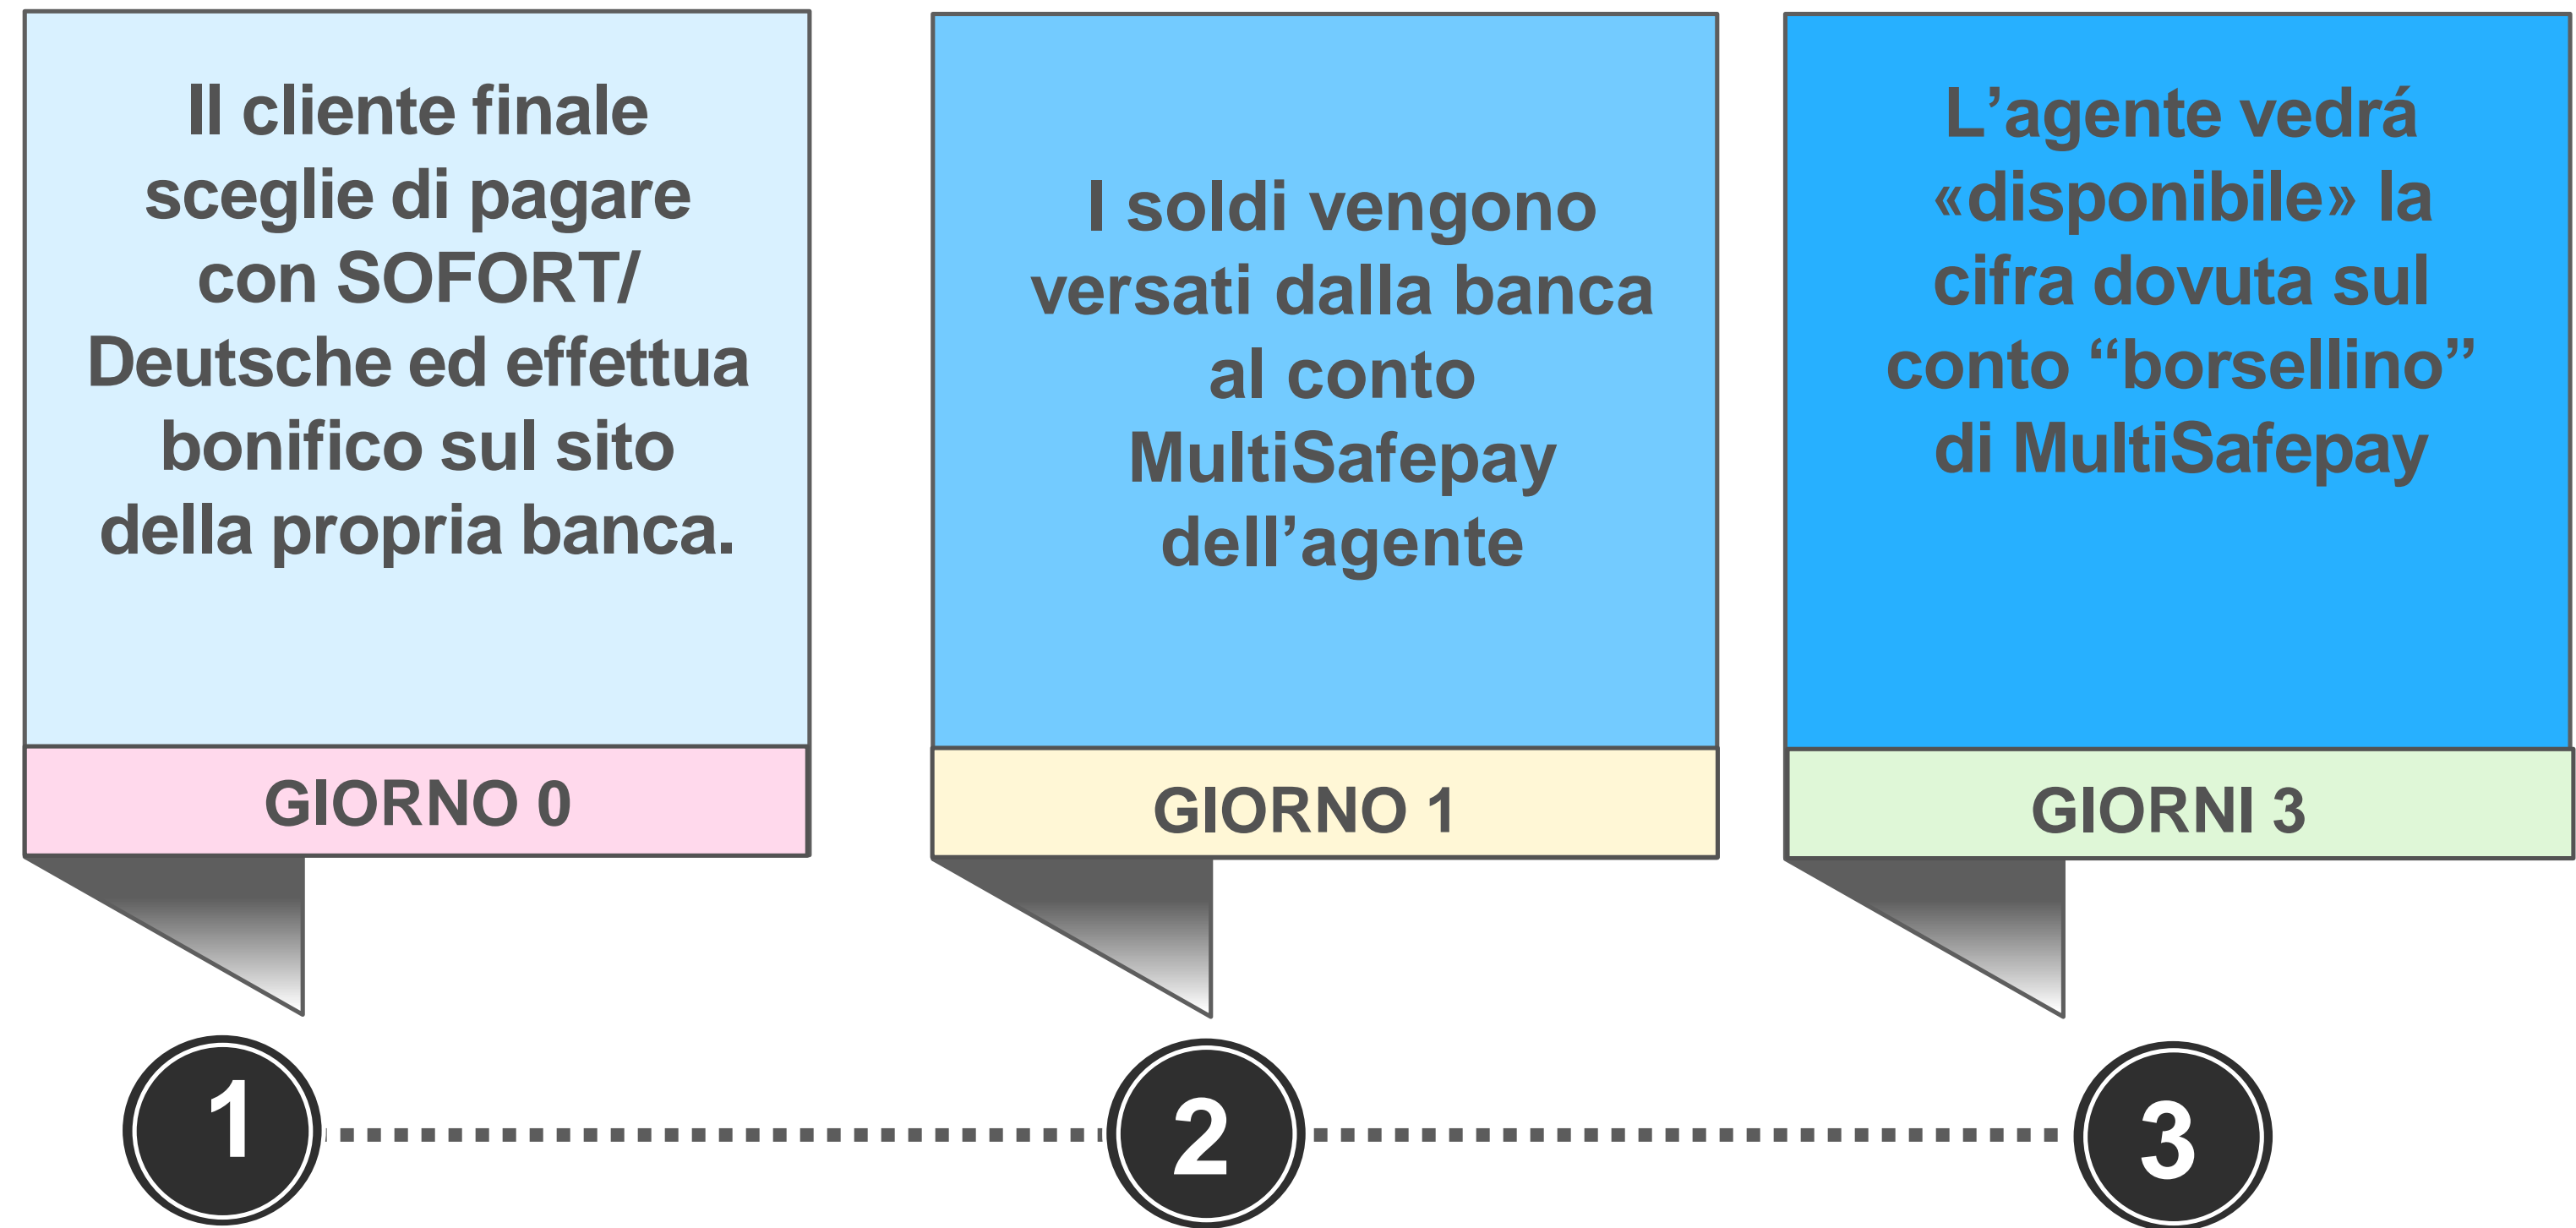 Il cliente finale
sceglie di pagare
con SOFORT/
Deutsche ed effettua
bonifico sul sito
della propria banca.
GIORNO 0
I soldi vengono
versati dalla banca
al conto
MultiSafepay
dell’agente
GIORNO 1
L’agente vedrá
«disponibile» la
cifra dovuta sul
conto “borsellino”
di MultiSafepay
GIORNI 3
1
2
3